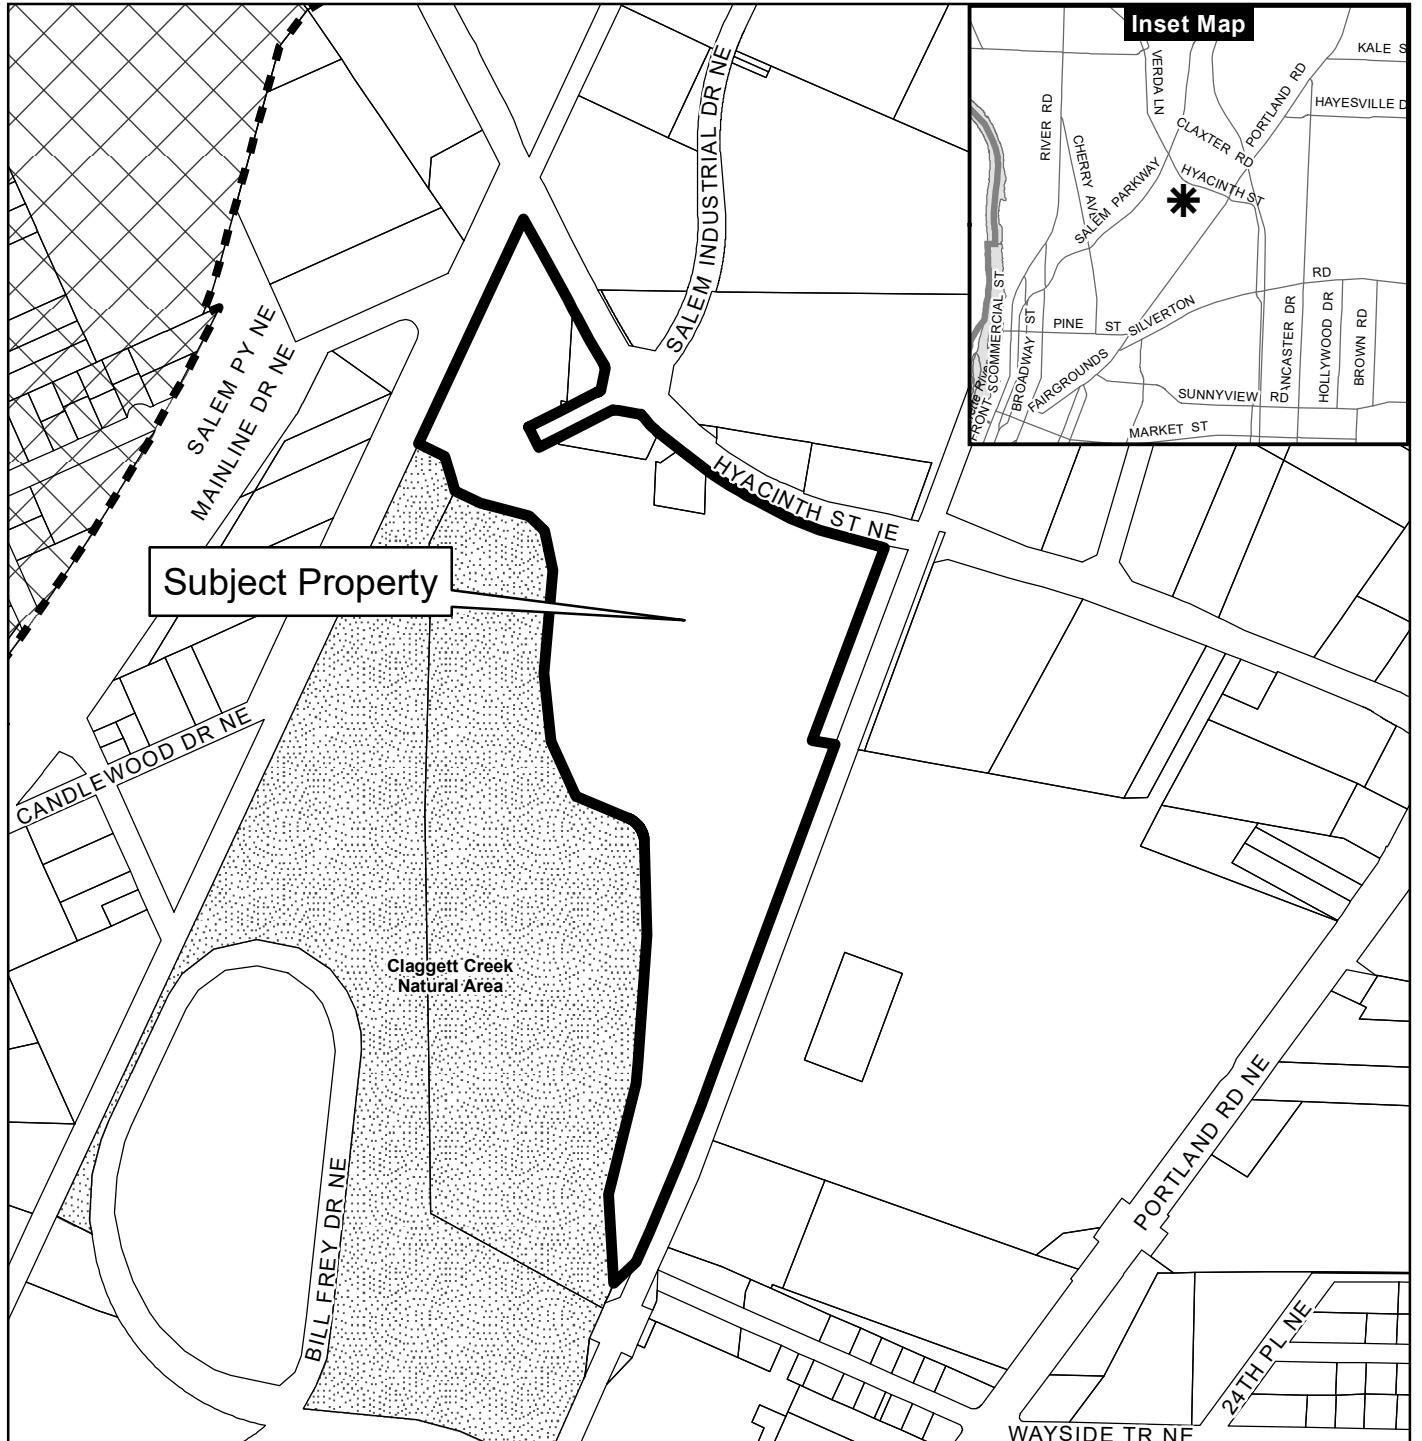 Inset Map
KALE S
VERDA LN
PORTLAND RD
RIVER RD
HAYESVILLE D
CLAXTER RD
CHERRY AV
HYACINTH ST
SALEM PARKWAY
RD
SILVERTON
PINE ST
COMMERCIAL ST
FRONT S
BROADWAY ST
FAIRGROUNDS
LANCASTER DR
HOLLYWOOD DR
BROWN RD
SUNNYVIEW RD
MARKET ST
SALEM INDUSTRIAL DR NE
SALEM PY NE
MAINLINE DR NE
HYACINTH ST NE
Subject Property
CANDLEWOOD DR NE
Claggett Creek
Natural Area
BILL FREY DR NE
PORTLAND RD NE
24TH PL NE
WAYSIDE TR NE